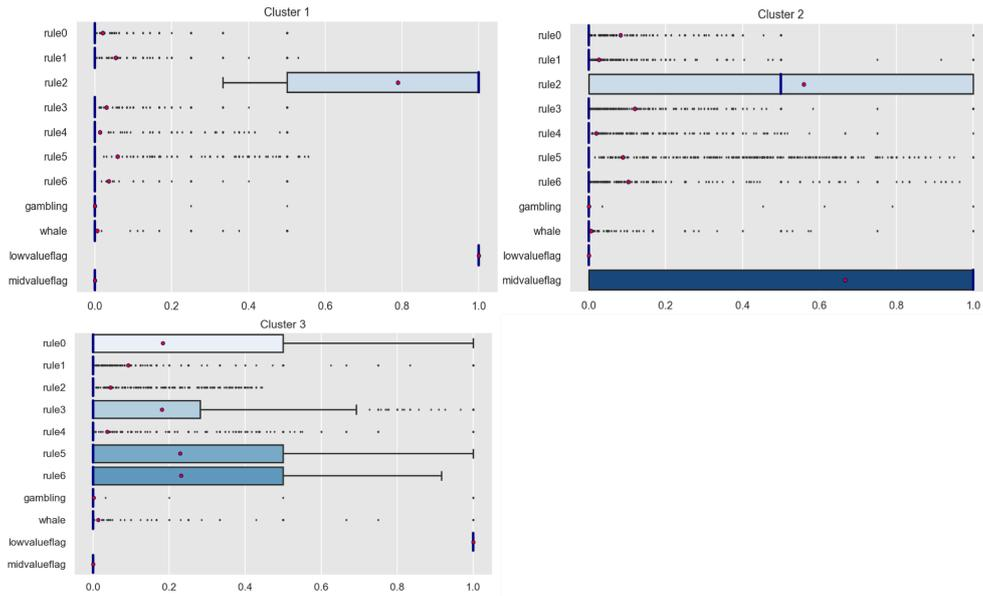 Cluster 1
rule0
rule1
rule2
rule3
rule4
rule5
rule6
gambling
whale
lowvalueflag
midvalueflag
0.0 0.2 0.4 0.6 0.8 1.0
Cluster 2
rule0
rule1
rule2
rule3
rule4
rule5
rule6
gambling
whale
lowvalueflag
midvalueflag
0.0 0.2 0.4 0.6 0.8 1.0
Cluster 3
rule0
rule1
rule2
rule3
rule4
rule5
rule6
gambling
whale
lowvalueflag
midvalueflag
0.0 0.2 0.4 0.6 0.8 1.0